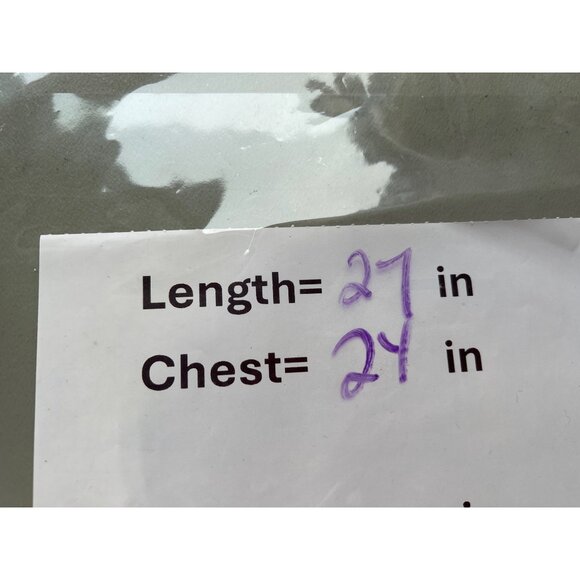 Length= 27 in
Chest= 24 in